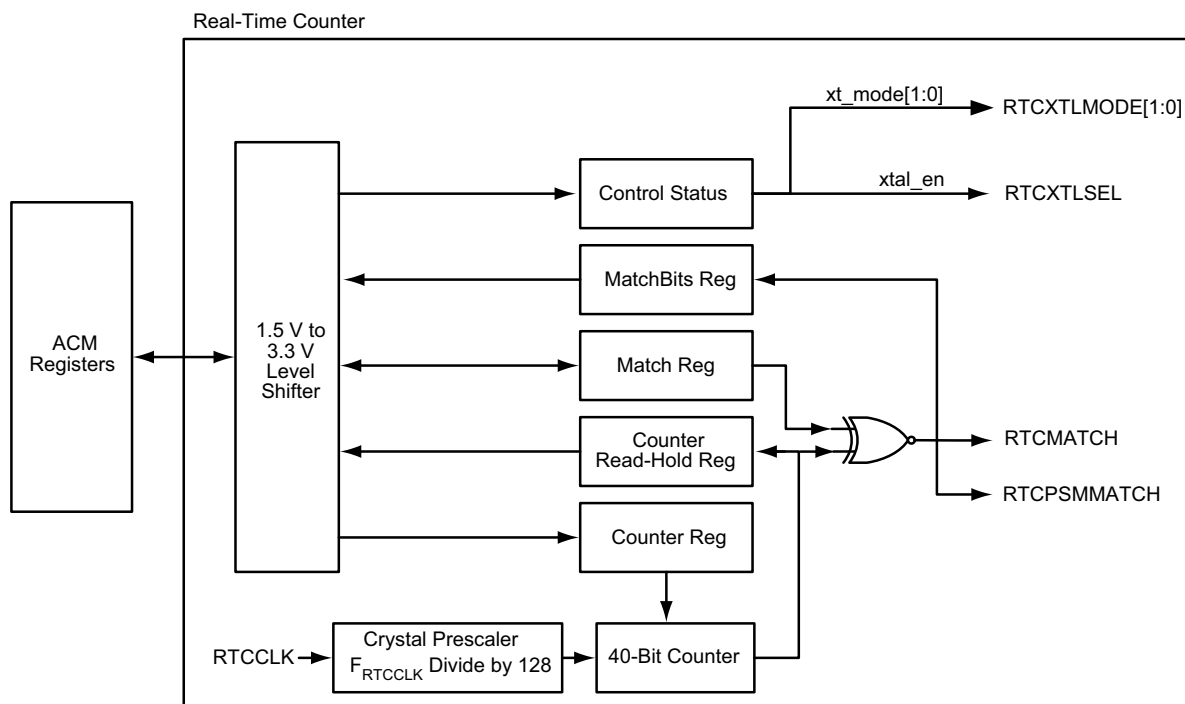 Real-Time Counter
xt_mode[1:0]
RTCXTLMODE[1:0]
Control Status
xtal_en
RTCXTLSEL
MatchBits Reg
ACM
Registers
1.5 V to
3.3 V
Level
Shifter
Match Reg
Counter
Read-Hold Reg
RTCMATCH
RTCPSMMATCH
Counter Reg
RTCCLK
Crystal Prescaler
FRTCCLK Divide by 128
40-Bit Counter